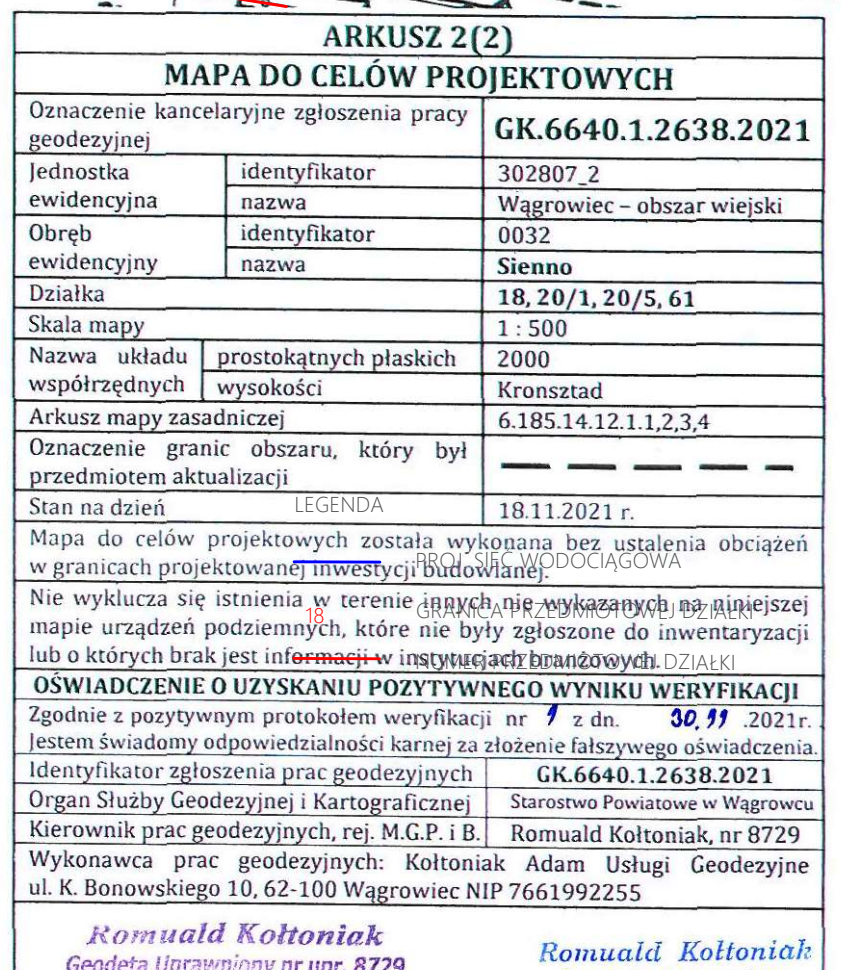 ARKUSZ 2(2)
MAPA DO CELÓW PROJEKTOWYCH
Oznaczenie kancelaryjne zgłoszenia pracy
geodezyjnej
GK.6640.1.2638.2021
Jednostka
ewidencyjna
identyfikator
302807_2
nazwa
Wągrowiec – obszar wiejski
Obręb
ewidencyjny
identyfikator
0032
nazwa
Sienno
Działka
18, 20/1, 20/5, 61
Skala mapy
1 : 500
Nazwa układu
współrzędnych
prostokątnych płaskich
2000
wysokości
Kronsztad
Arkusz mapy zasadniczej
6.185.14.12.1.1,2,3,4
Oznaczenie granic obszaru, który był
przedmiotem aktualizacji
Stan na dzień
18.11.2021 r.
LEGENDA
Mapa do celów projektowych została wykonana bez ustalenia obciążeń
w granicach projektowanej inwestycji budowlanej.
PROJ. SIEĆ WODOCIĄGOWA
Nie wyklucza się istnienia w terenie innych nie wykazanych na niniejszej
18
GRANICA PRZEDMIOTOWEJ DZIAŁKI
mapie urządzeń podziemnych, które nie były zgłoszone do inwentaryzacji
lub o których brak jest informacji w instytucjach branżowych.
NUMER PRZEDMIOTOWEJ DZIAŁKI
OŚWIADCZENIE O UZYSKANIU POZYTYWNEGO WYNIKU WERYFIKACJI
Zgodnie z pozytywnym protokołem weryfikacji nr 1 z dn. 30.11 .2021r.
Jestem świadomy odpowiedzialności karnej za złożenie fałszywego oświadczenia.
Identyfikator zgłoszenia prac geodezyjnych
GK.6640.1.2638.2021
Organ Służby Geodezyjnej i Kartograficznej
Starostwo Powiatowe w Wągrowcu
Kierownik prac geodezyjnych, rej. M.G.P. i B.
Romuald Kołtoniak, nr 8729
Wykonawca prac geodezyjnych: Kołtoniak Adam Usługi Geodezyjne
ul. K. Bonowskiego 10, 62-100 Wągrowiec NIP 7661992255
Romuald Kołtoniak
Geodeta Uprawniony nr upr. 8729
Romuald Kołtoniak